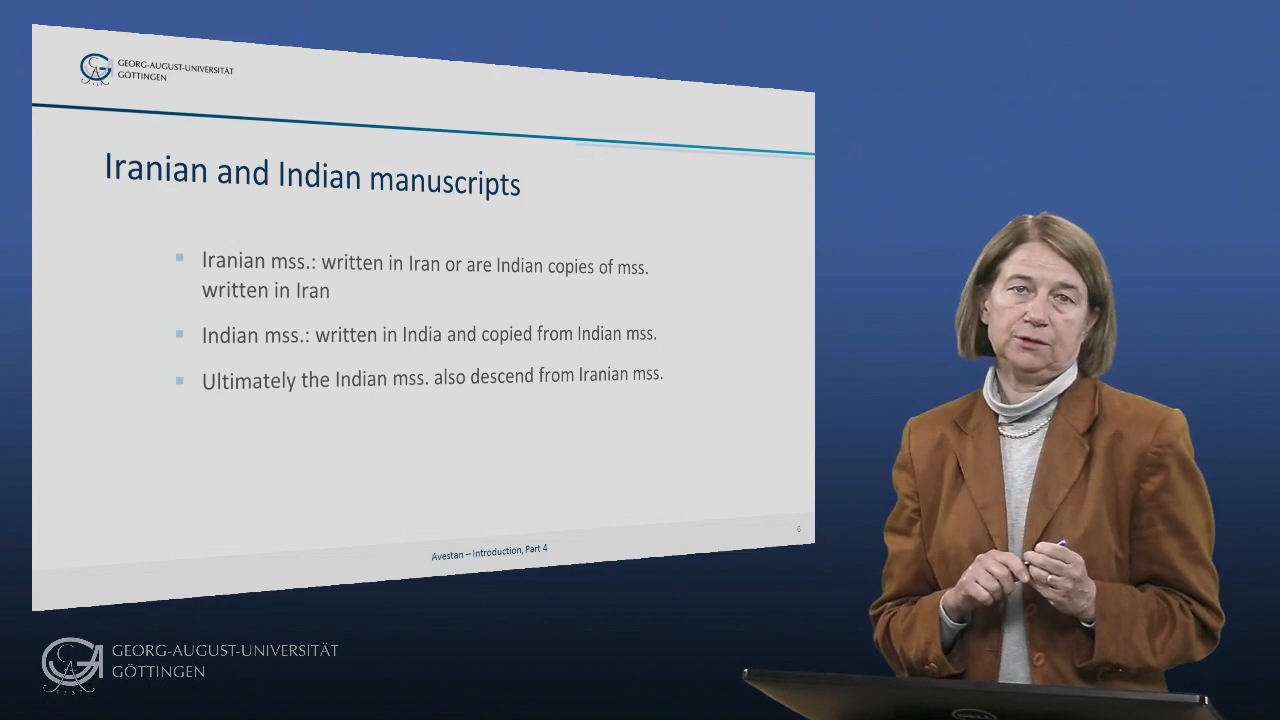 GEORG-AUGUST-UNIVERSITÄT
GÖTTINGEN
Iranian and Indian manuscripts
Iranian mss.: written in Iran or are Indian copies of mss.
written in Iran
Indian mss.: written in India and copied from Indian mss.
Ultimately the Indian mss. also descend from Iranian mss.
6
Avestan – Introduction, Part 4
GEORG-AUGUST-UNIVERSITÄT
GÖTTINGEN